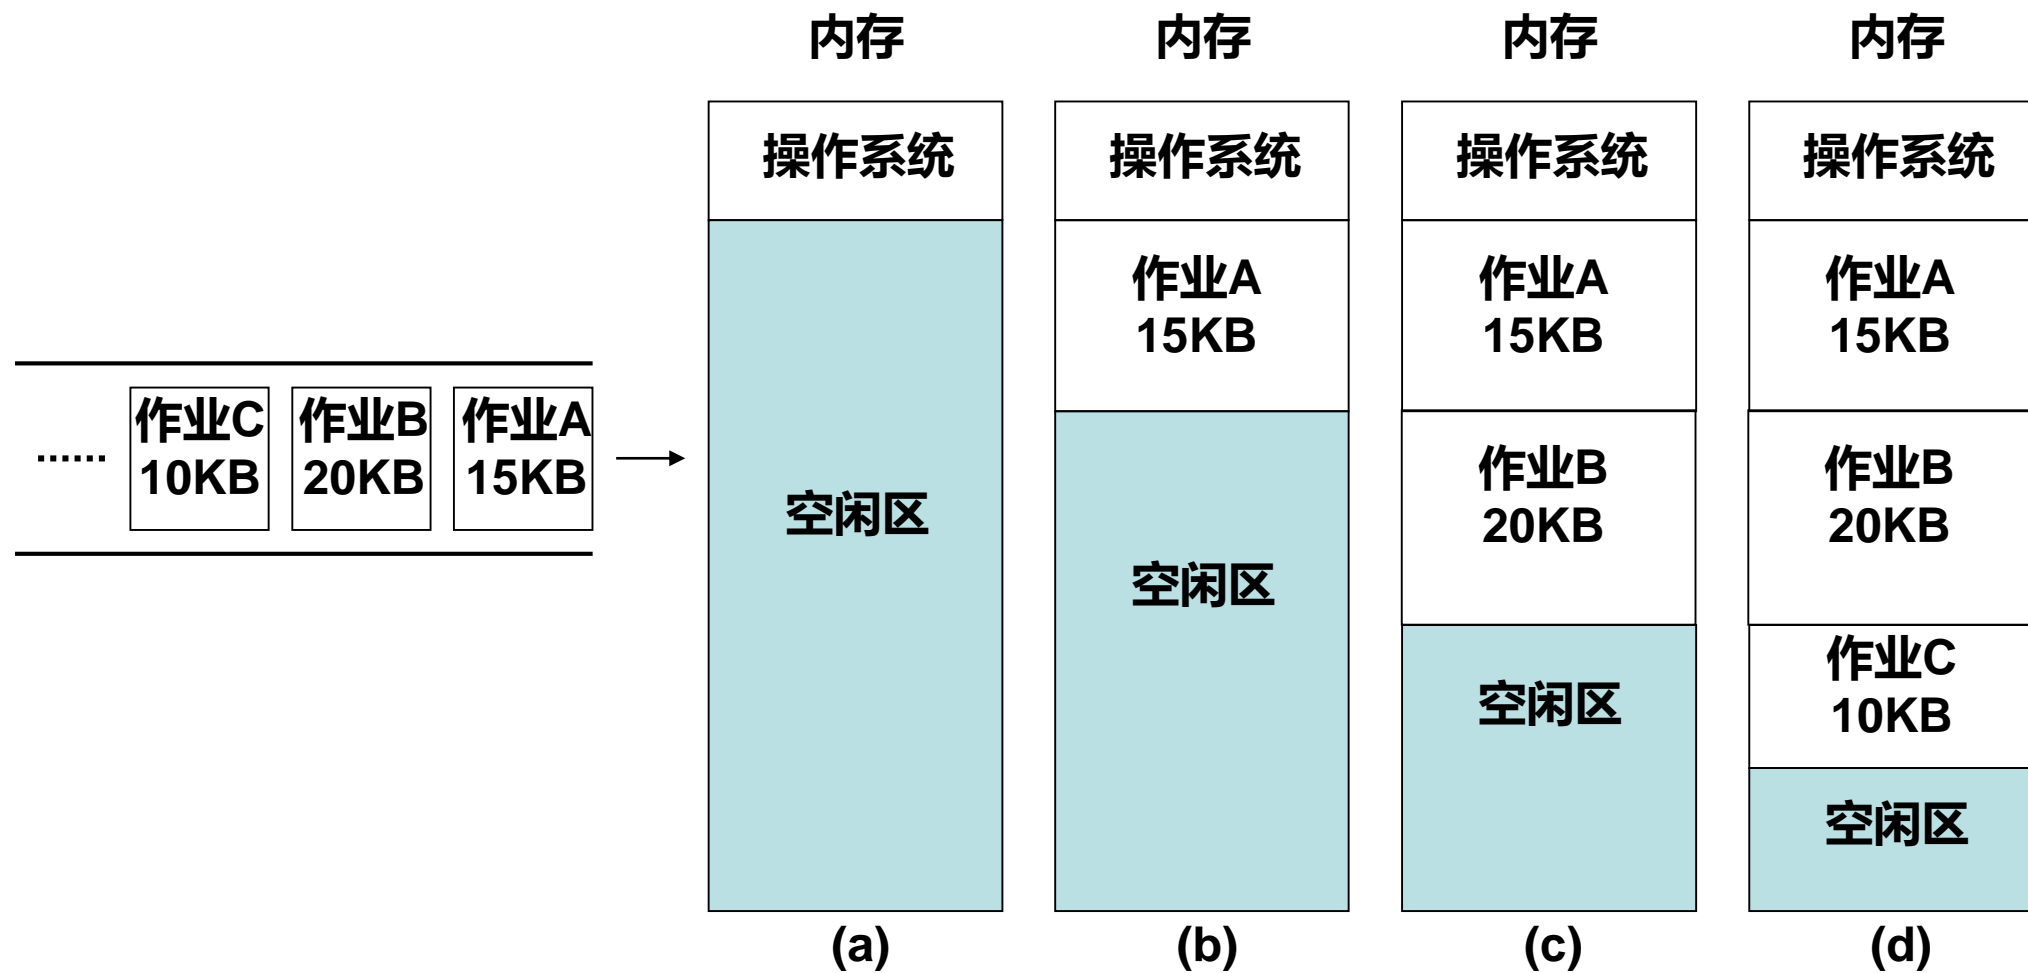 内存
内存
内存
内存
操作系统
操作系统
操作系统
操作系统
作业A
15KB
作业A
15KB
作业A
15KB
作业C
10KB
作业B
20KB
作业A
15KB
......
空闲区
空闲区
作业B
20KB
作业B
20KB
空闲区
作业C
10KB
空闲区
(a)
(b)
(c)
(d)